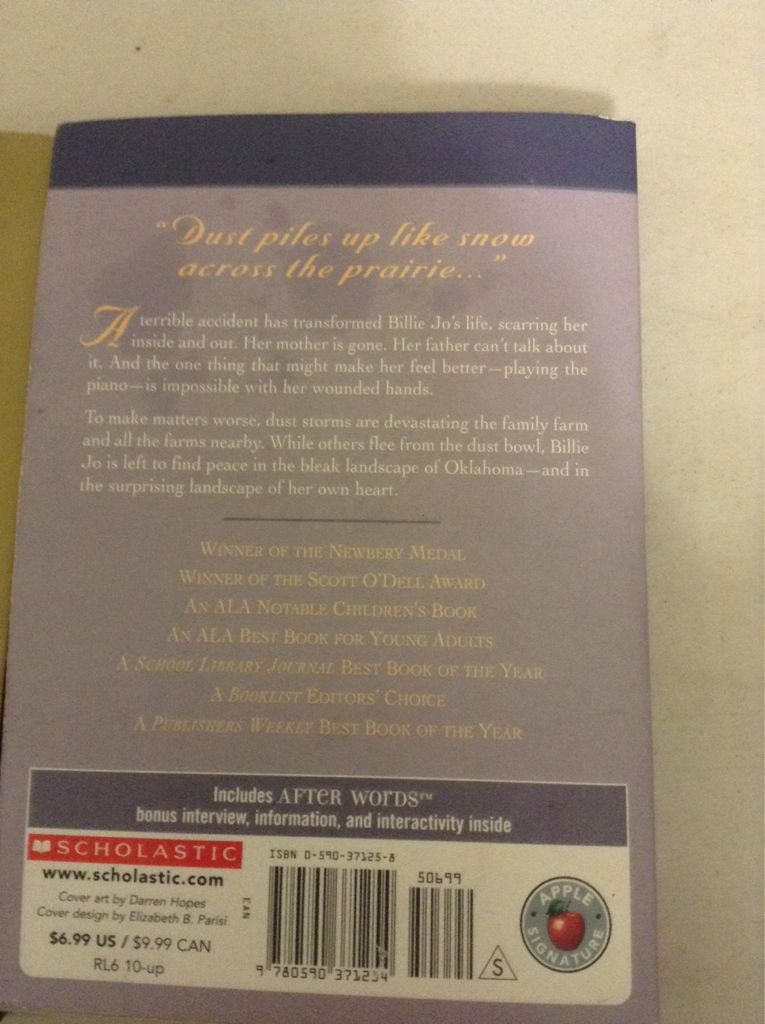 "Dust piles up like snow
across the prairie..."
A terrible accident has transformed Billie Jo's life, scarring her
inside and out. Her mother is gone. Her father can't talk about
it. And the one thing that might make her feel better—playing the
piano—is impossible with her wounded hands.
To make matters worse, dust storms are devastating the family farm
and all the farms nearby. While others flee from the dust bowl, Billie
Jo is left to find peace in the bleak landscape of Oklahoma—and in
the surprising landscape of her own heart.
WINNER OF THE NEWBERY MEDAL
WINNER OF THE SCOTT O'DELL AWARD
AN ALA NOTABLE CHILDREN'S BOOK
AN ALA BEST BOOK FOR YOUNG ADULTS
A SCHOOL LIBRARY JOURNAL BEST BOOK OF THE YEAR
A BOOKLIST EDITORS' CHOICE
A PUBLISHERS WEEKLY BEST BOOK OF THE YEAR
Includes AFTER WORDS™
bonus interview, information, and interactivity inside
SCHOLASTIC
www.scholastic.com
Cover art by Darren Hopes
Cover design by Elizabeth B. Parisi
$6.99 US / $9.99 CAN
RL6 10-up
EAN
ISBN 0-590-37125-8
50699
9 780590 371254
S
APPLE
SIGNATURE